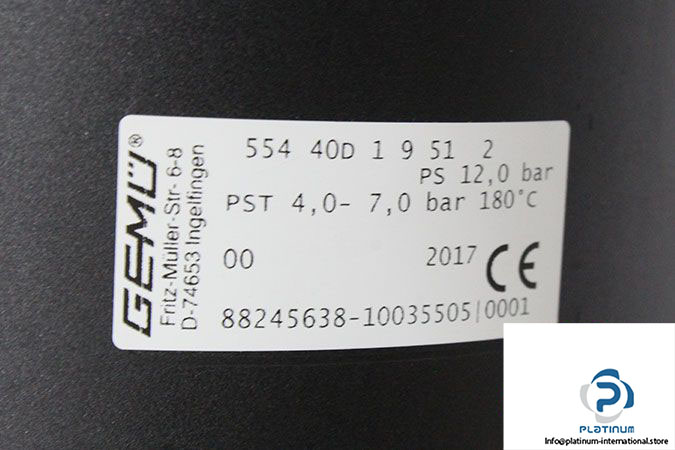 GEMÜ®
Fritz-Müller-Str- 6-8
D-74653 Ingelfingen
554 40D 1 9 51 2
PS 12,0 bar
PST 4,0- 7,0 bar 180°C
00 2017 CE
88245638-10035505|0001
P
PLATINUM
Info@platinum-international.store